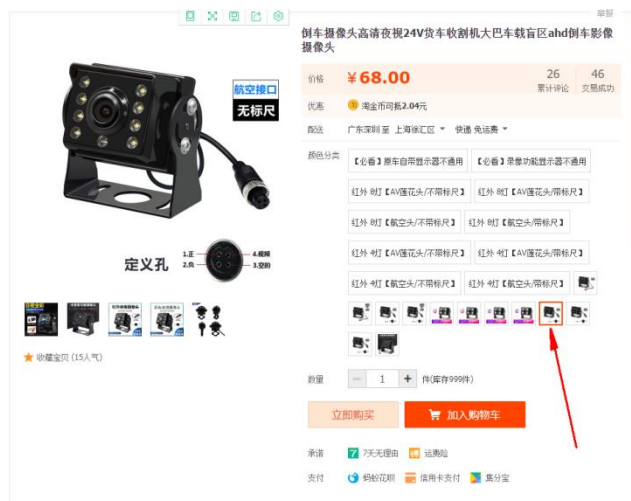 举报
倒车摄像头高清夜视24V货车收割机大巴车载盲区ahd倒车影像
摄像头
价格 ¥68.00 26 累计评论 46 交易成功
优惠 淘金币可抵2.04元
配送 广东深圳 至 上海徐汇区 快递 免运费
颜色分类 【必看】原车自带显示器不通用 【必看】录像功能显示器不通用
红外 8灯【AV莲花头/不带标尺】 红外 8灯【AV莲花头/带标尺】
红外 8灯【航空头/不带标尺】 红外 8灯【航空头/带标尺】
红外 4灯【AV莲花头/不带标尺】 红外 4灯【AV莲花头/带标尺】
红外 4灯【航空头/不带标尺】 红外 4灯【航空头/带标尺】
数量 1 件(库存999件)
立即购买 加入购物车
承诺 7天无理由 运费险
支付 蚂蚁花呗 信用卡支付 集分宝
航空接口
无标尺
定义孔
1.正 4.视频
2.负 3.空的
收藏宝贝 (15人气)